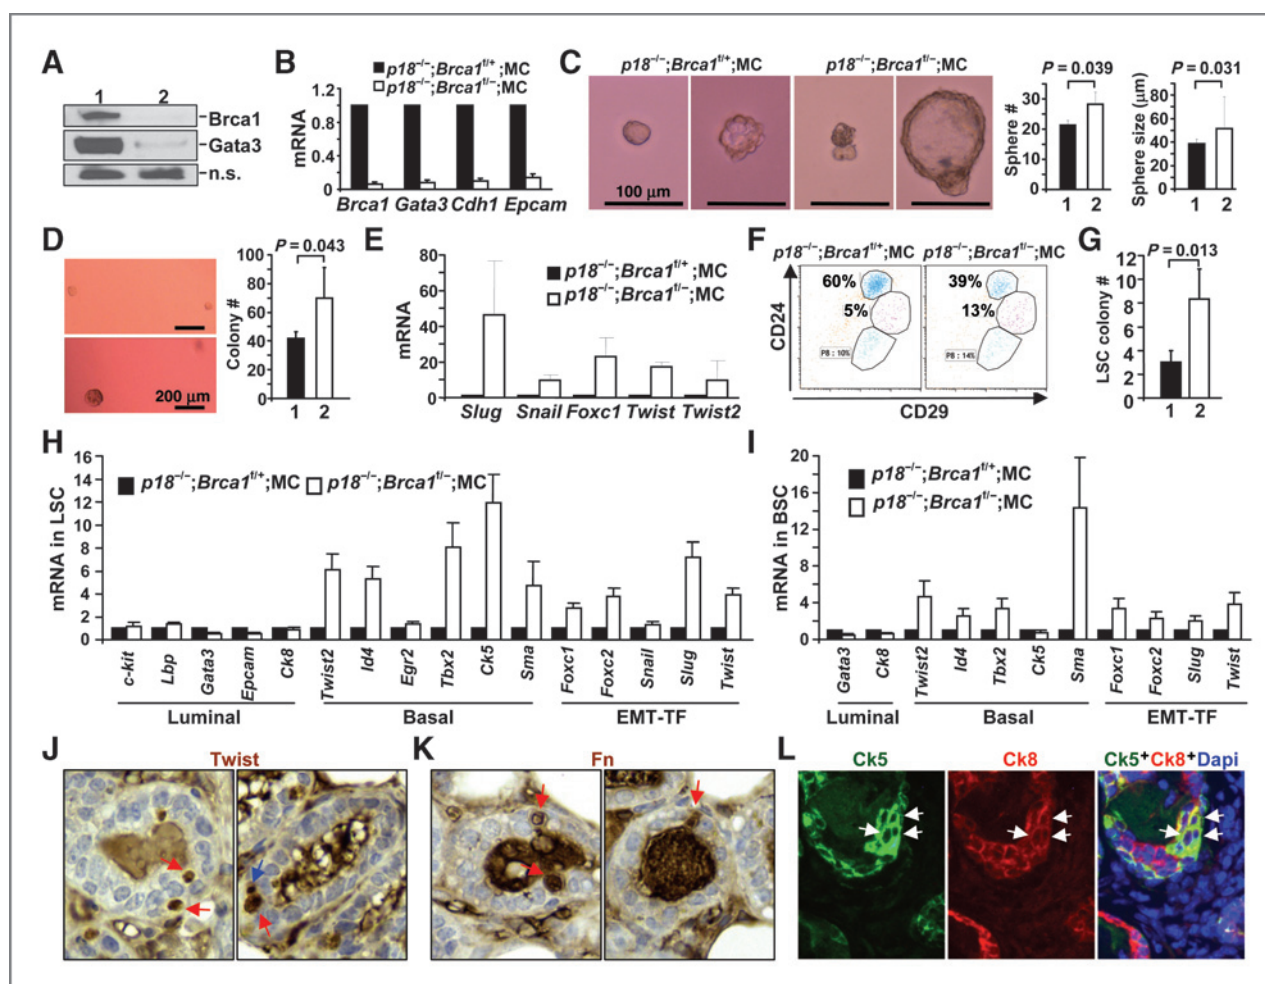 A
1 2
Brca1
Gata3
n.s.
B
p18⁻/⁻;Brca1ᶠ/⁺;MC
p18⁻/⁻;Brca1ᶠ/⁻;MC
mRNA
1.2
0.8
0.4
0
Brca1 Gata3 Cdh1 Epcam
C
p18⁻/⁻;Brca1ᶠ/⁺;MC p18⁻/⁻;Brca1ᶠ/⁻;MC
100 µm
P = 0.039
Sphere #
40
30
20
10
0
1 2
P = 0.031
Sphere size (µm)
100
80
60
40
20
0
1 2
D
200 µm
P = 0.043
Colony #
100
80
60
40
20
0
1 2
E
p18⁻/⁻;Brca1ᶠ/⁺;MC
p18⁻/⁻;Brca1ᶠ/⁻;MC
mRNA
80
60
40
20
0
Slug Snail Foxc1 Twist Twist2
F
p18⁻/⁻;Brca1ᶠ/⁺;MC p18⁻/⁻;Brca1ᶠ/⁻;MC
60% 39%
5% 13%
P8 : 10% P8 : 14%
CD24
CD29
G
P = 0.013
LSC colony #
12
10
8
6
4
2
0
1 2
H
p18⁻/⁻;Brca1ᶠ/⁺;MC p18⁻/⁻;Brca1ᶠ/⁻;MC
mRNA in LSC
16
14
12
10
8
6
4
2
0
c-kit Lbp Gata3 Epcam Ck8 Twist2 Id4 Egr2 Tbx2 Ck5 Sma Foxc1 Foxc2 Snail Slug Twist
Luminal Basal EMT-TF
I
p18⁻/⁻;Brca1ᶠ/⁺;MC
p18⁻/⁻;Brca1ᶠ/⁻;MC
mRNA in BSC
20
16
12
8
4
0
Gata3 Ck8 Twist2 Id4 Tbx2 Ck5 Sma Foxc1 Foxc2 Slug Twist
Luminal Basal EMT-TF
J
Twist
K
Fn
L
Ck5 Ck8 Ck5+Ck8+Dapi